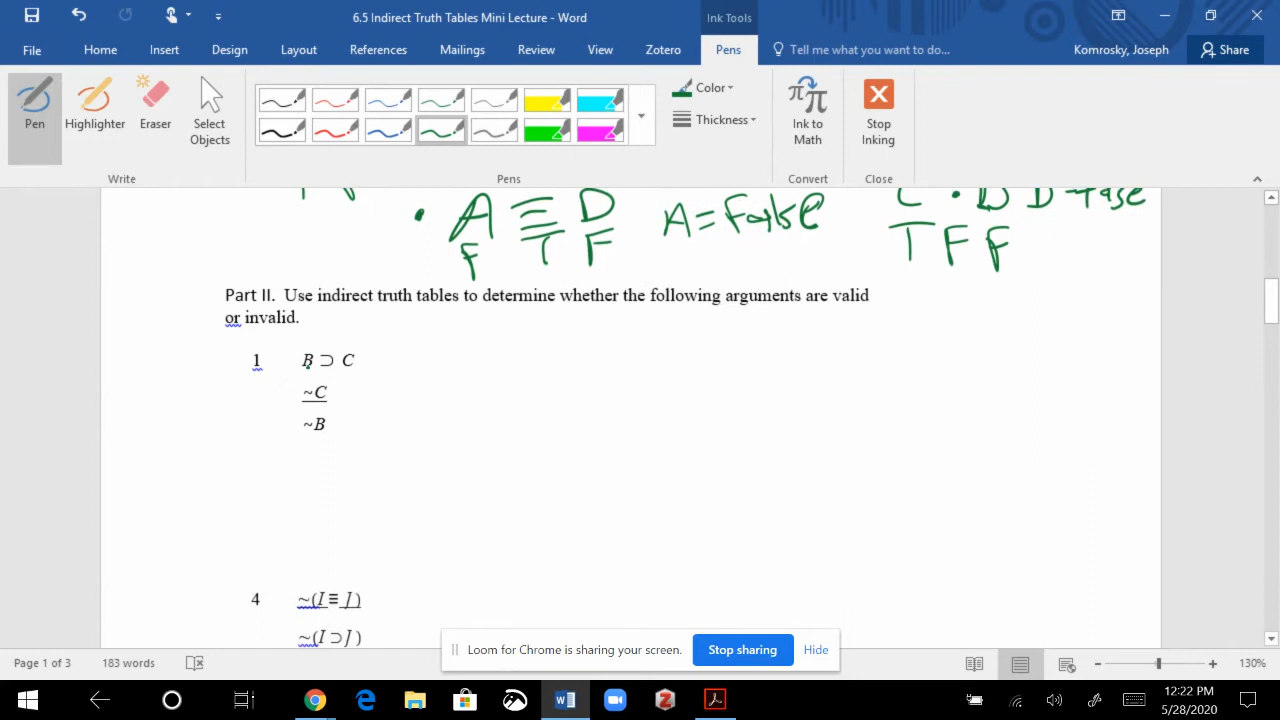 6.5 Indirect Truth Tables Mini Lecture - Word
Ink Tools
File Home Insert Design Layout References Mailings Review View Zotero Pens Tell me what you want to do... Komrosky, Joseph Share
Pen Highlighter Eraser Select Objects Color Thickness Ink to Math Stop Inking
Write Pens Convert Close
• A ≡ D A = False C • D D = False
F T F T F F
Part II. Use indirect truth tables to determine whether the following arguments are valid
or invalid.
1 B ⊃ C
~C
~B
4 ~(I ≡ J)
~(I ⊃ J)
Loom for Chrome is sharing your screen. Stop sharing Hide
Page 1 of 3 183 words 130%
12:22 PM
5/28/2020